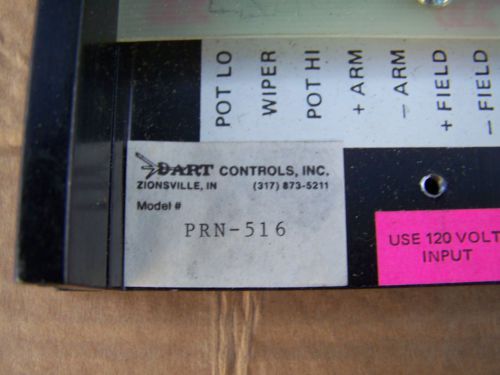 POT LO
WIPER
POT HI
+ ARM
- ARM
+ FIELD
- FIELD
DART CONTROLS, INC.
ZIONSVILLE, IN (317) 873-5211
Model #
PRN-516
USE 120 VOLT
INPUT